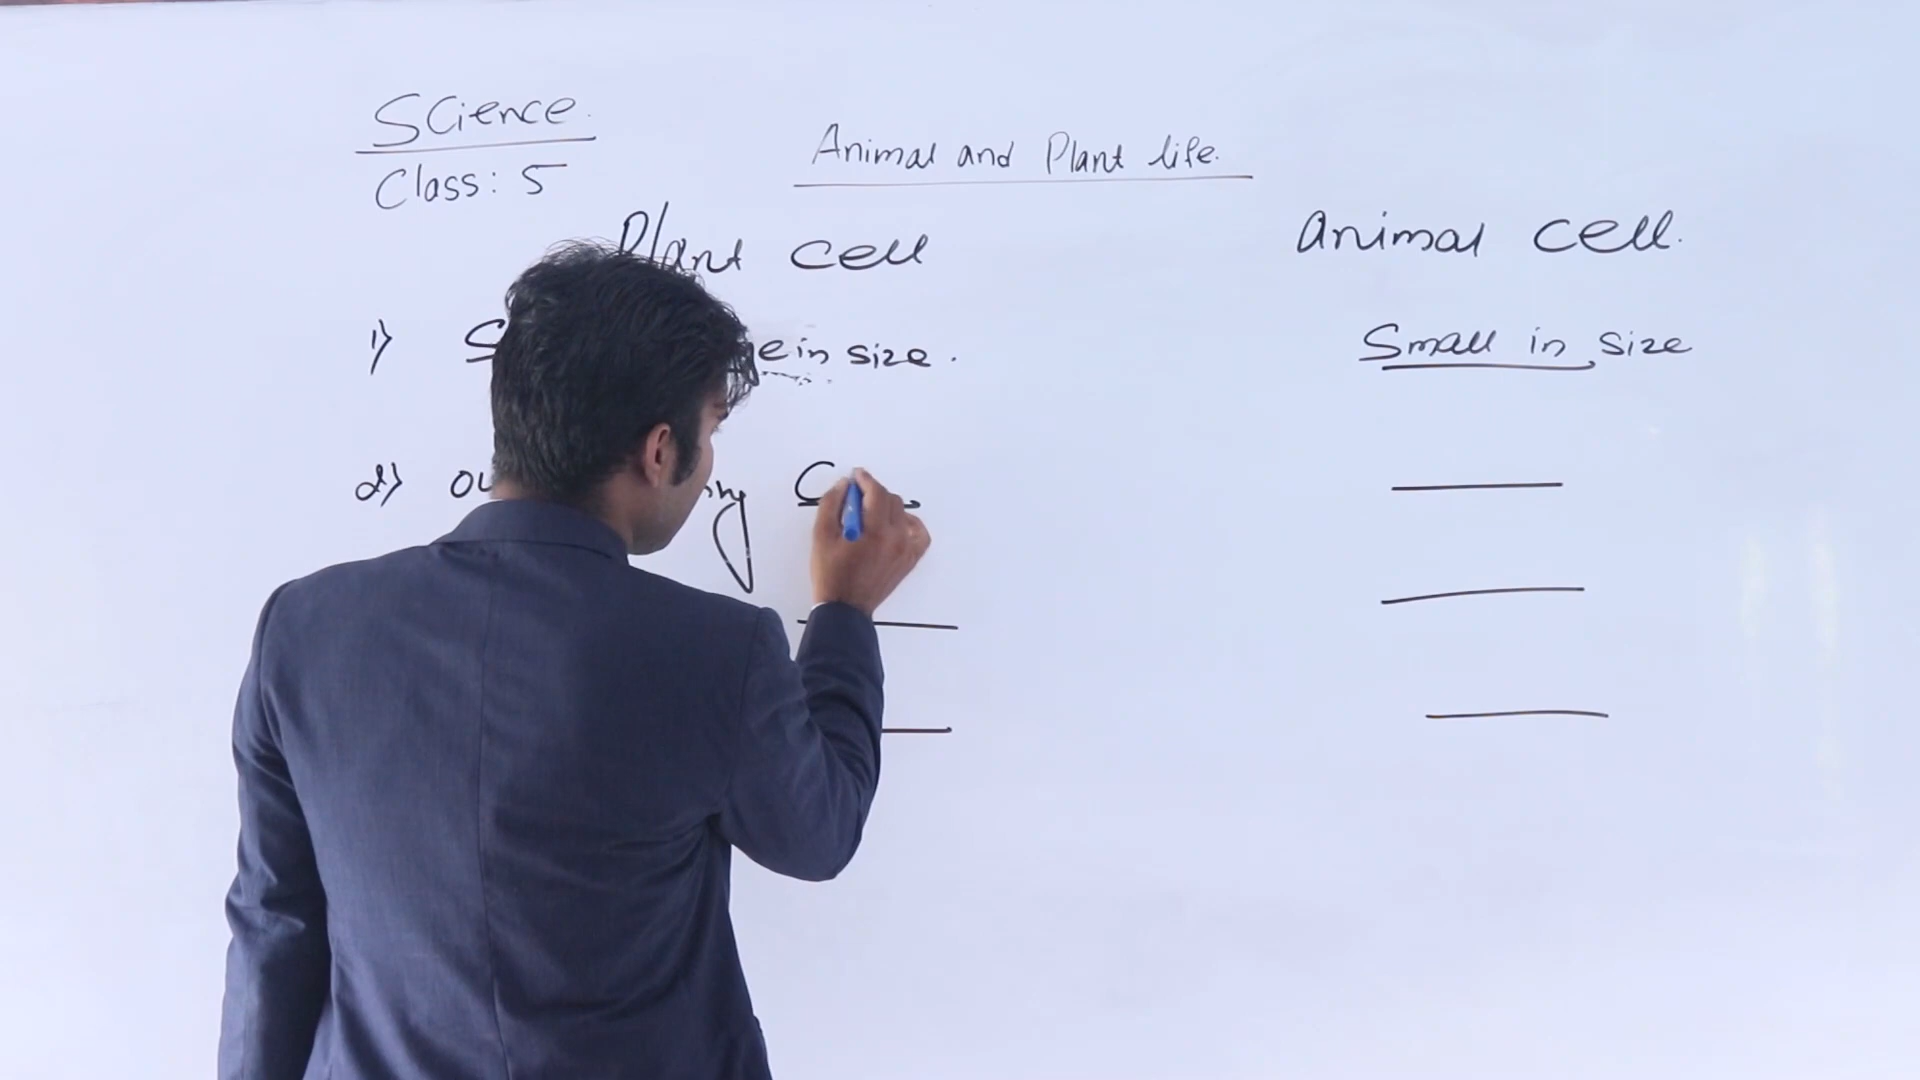 Science.
Class: 5
Animal and Plant life.
Plant cell
Animal cell.
1) in size.
Small in size
2)